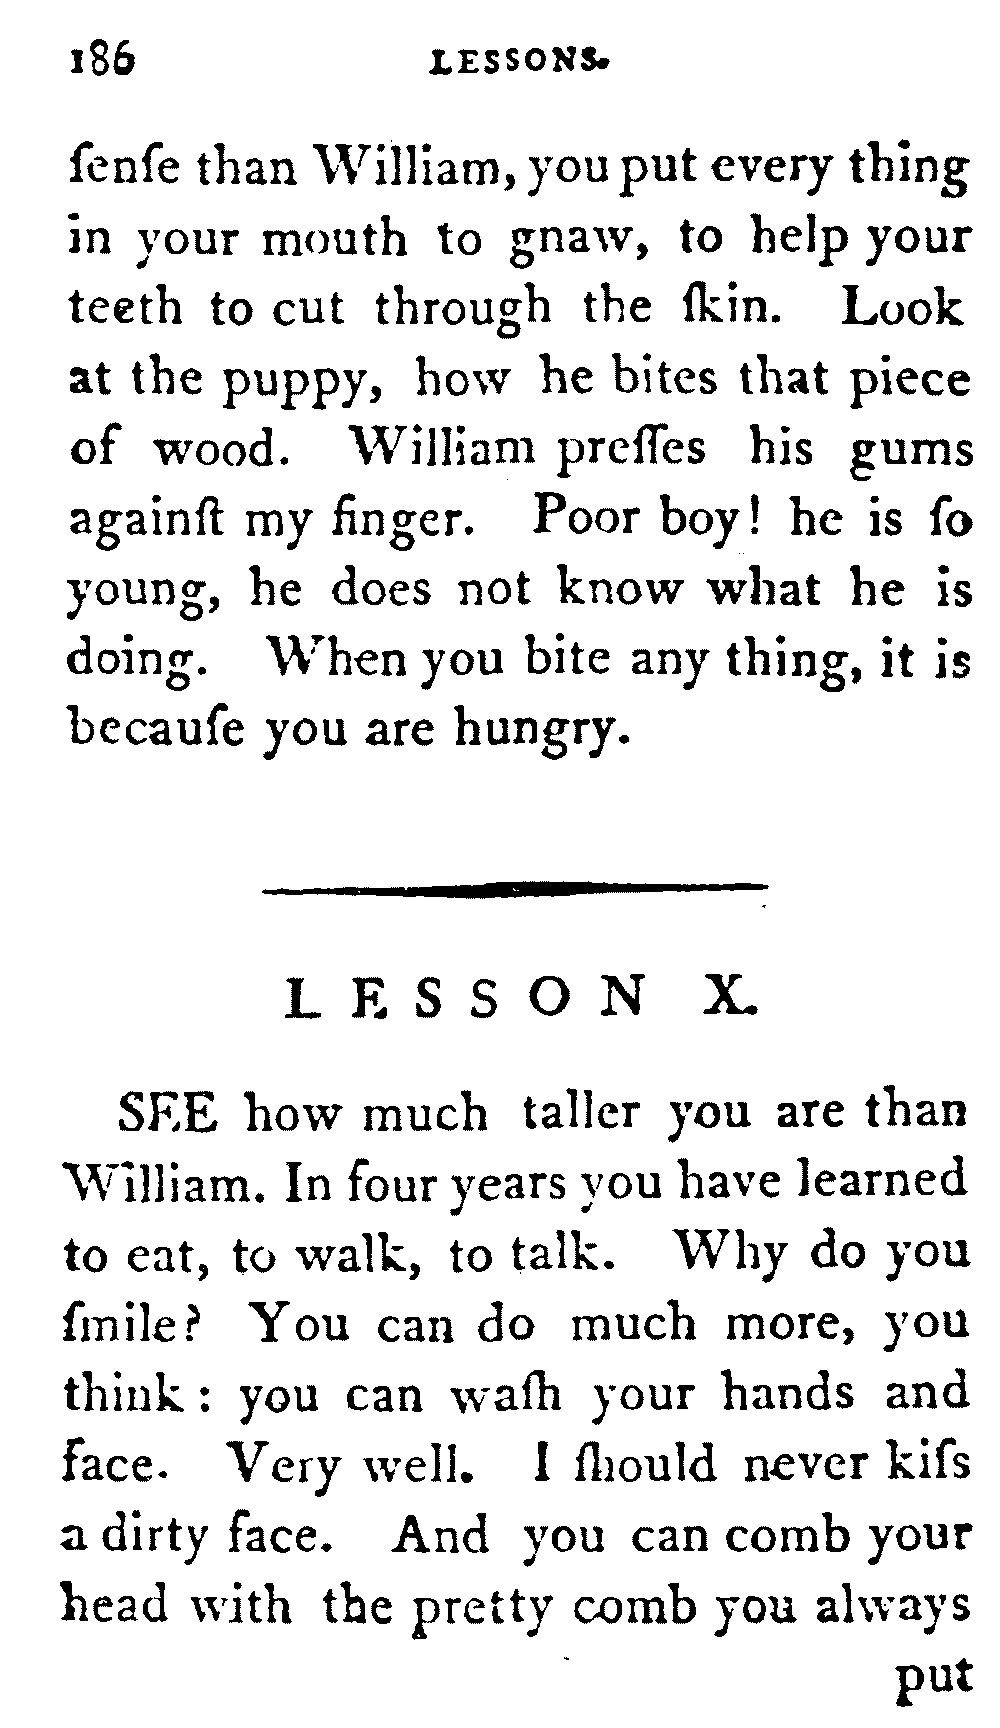 186 LESSONS.
ſenſe than William, you put every thing
in your mouth to gnaw, to help your
teeth to cut through the ſkin. Look
at the puppy, how he bites that piece
of wood. William preſſes his gums
againſt my finger. Poor boy! he is ſo
young, he does not know what he is
doing. When you bite any thing, it is
becauſe you are hungry.
LESSON X.
SEE how much taller you are than
William. In four years you have learned
to eat, to walk, to talk. Why do you
ſmile? You can do much more, you
think: you can waſh your hands and
face. Very well. I ſhould never kiſs
a dirty face. And you can comb your
head with the pretty comb you always
put